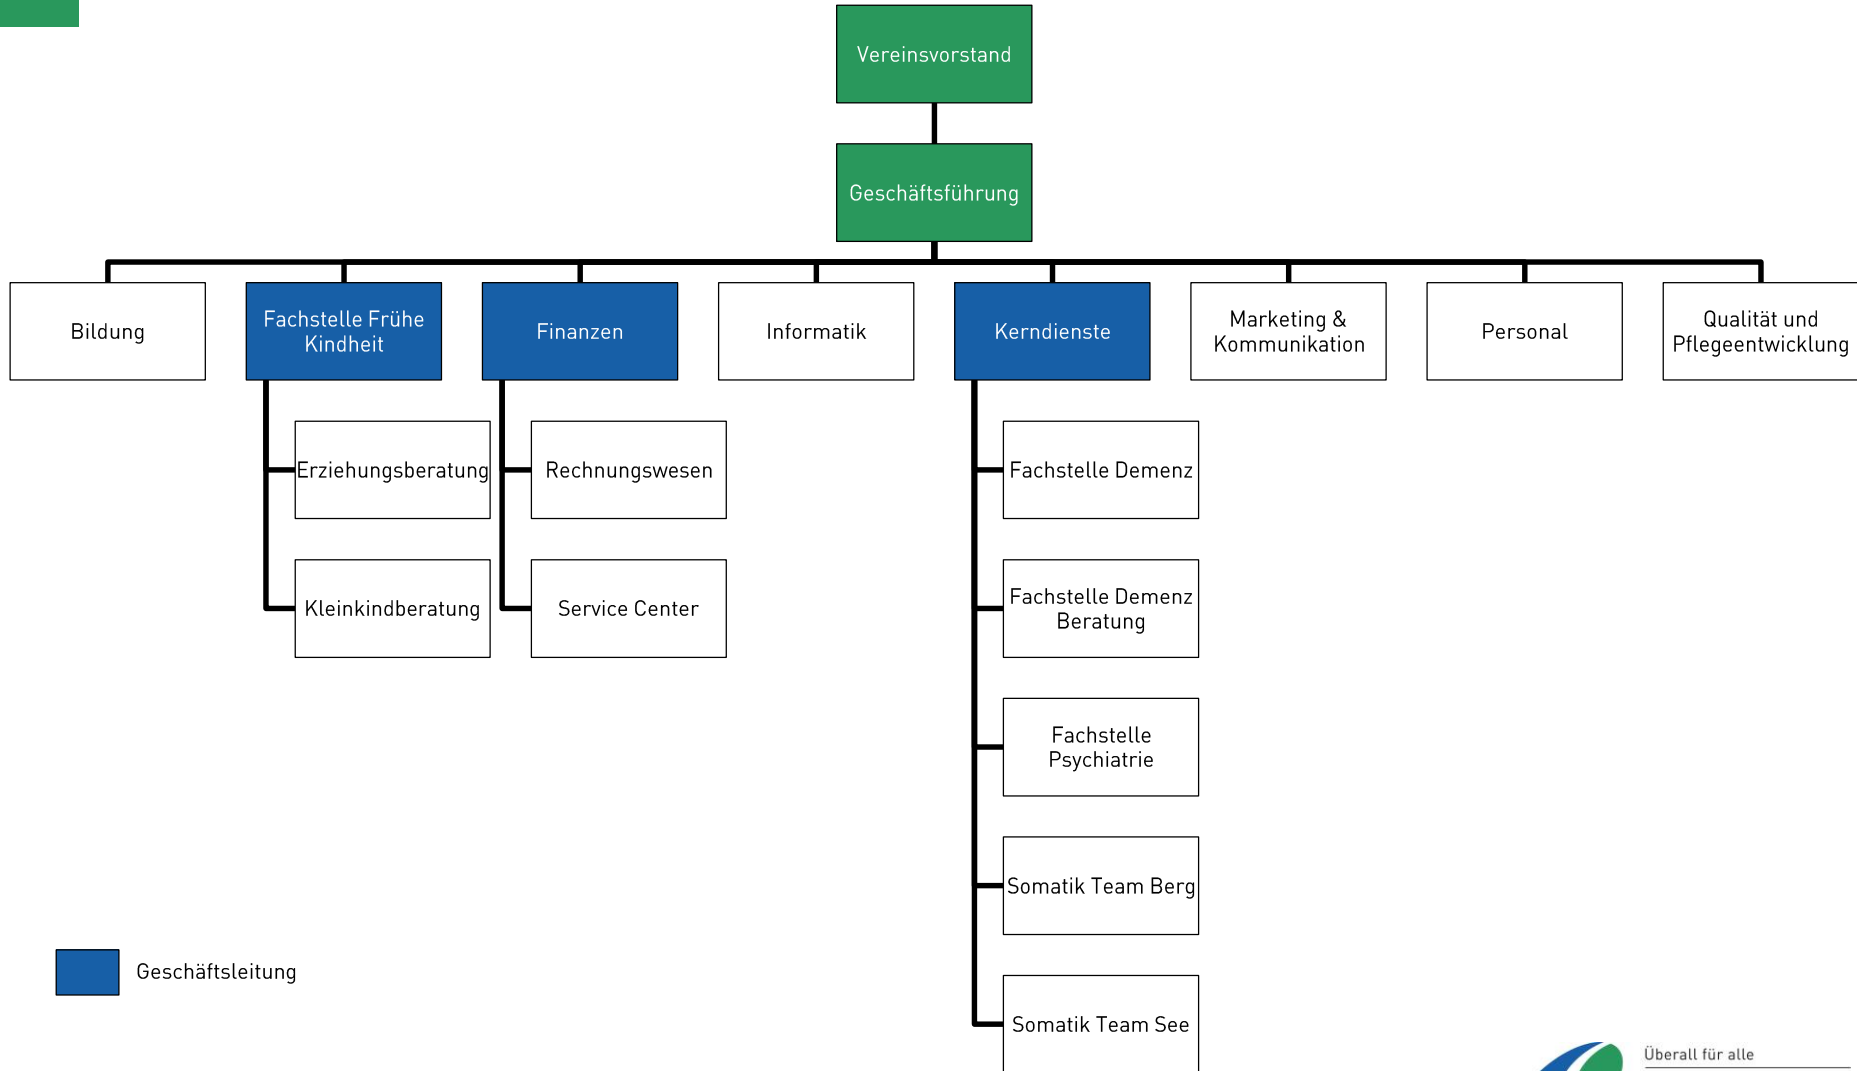 Vereinsvorstand
Geschäftsführung
Bildung
Fachstelle Frühe
Kindheit
Finanzen
Informatik
Kerndienste
Marketing &
Kommunikation
Personal
Qualität und
Pflegeentwicklung
Erziehungsberatung
Rechnungswesen
Fachstelle Demenz
Kleinkindberatung
Service Center
Fachstelle Demenz
Beratung
Fachstelle
Psychiatrie
Somatik Team Berg
Geschäftsleitung
Somatik Team See
Überall für alle